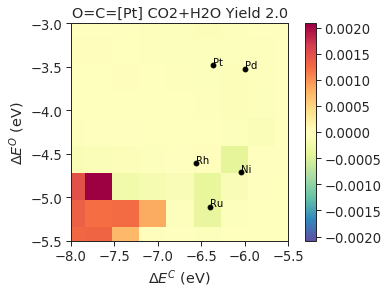 O=C=[Pt] CO2+H2O Yield 2.0
−3.0
−3.5
−4.0
−4.5
−5.0
−5.5
ΔE^O (eV)
Pt
Pd
Rh
Ni
Ru
−8.0 −7.5 −7.0 −6.5 −6.0 −5.5
ΔE^C (eV)
0.0020
0.0015
0.0010
0.0005
0.0000
−0.0005
−0.0010
−0.0015
−0.0020